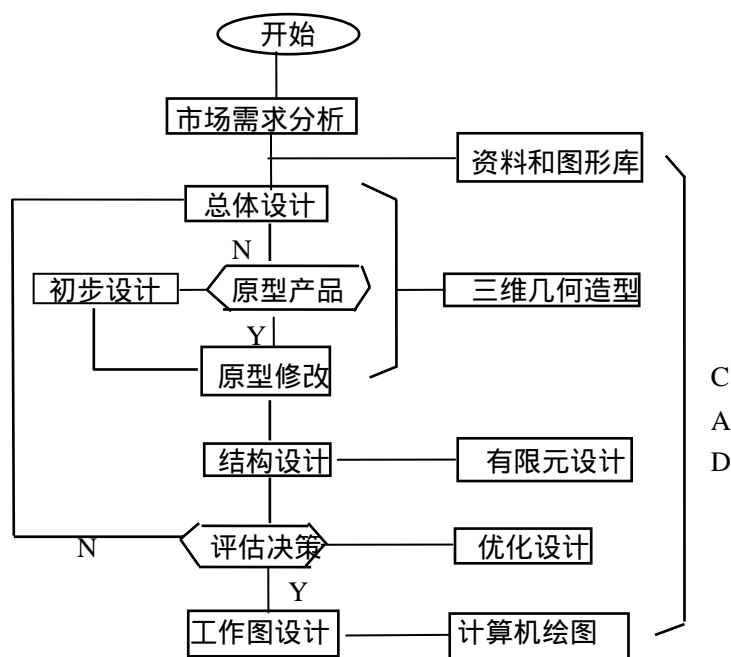 开始
市场需求分析
资料和图形库
总体设计
N
初步设计
原型产品
三维几何造型
Y
原型修改
C
A
D
结构设计
有限元设计
N
评估决策
优化设计
Y
工作图设计
计算机绘图